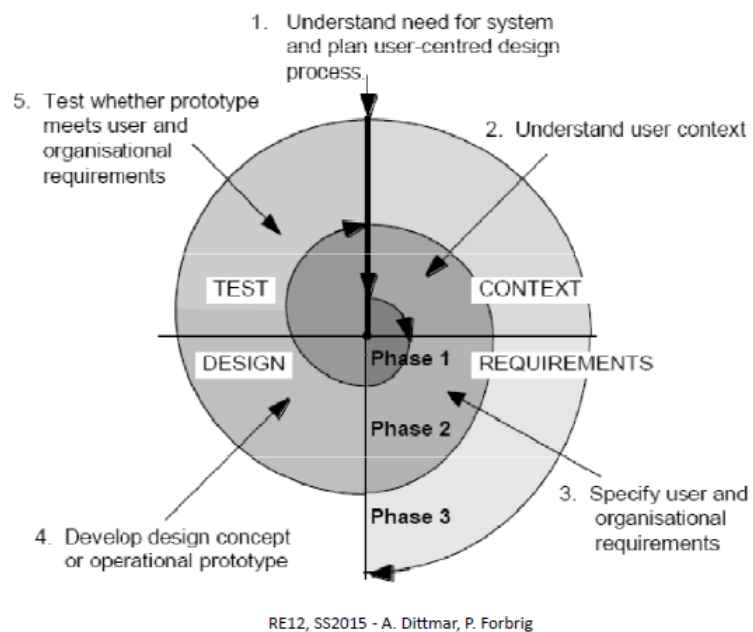 1. Understand need for system
and plan user-centred design
process.
5. Test whether prototype
meets user and
organisational
requirements
2. Understand user context
TEST
CONTEXT
DESIGN
Phase 1
REQUIREMENTS
Phase 2
Phase 3
3. Specify user and
organisational
requirements
4. Develop design concept
or operational prototype
RE12, SS2015 - A. Dittmar, P. Forbrig